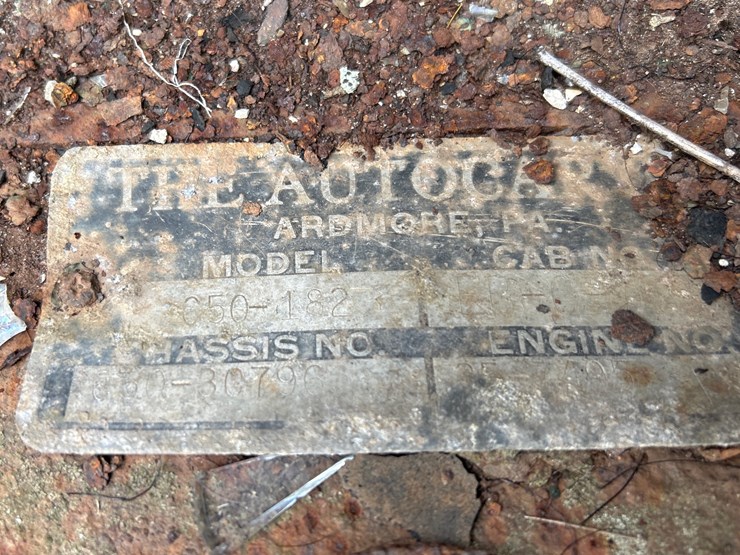 THE AUTOCAR
ARDMORE, PA.
MODEL CAB NO.
C50-182
CHASSIS NO. ENGINE NO.